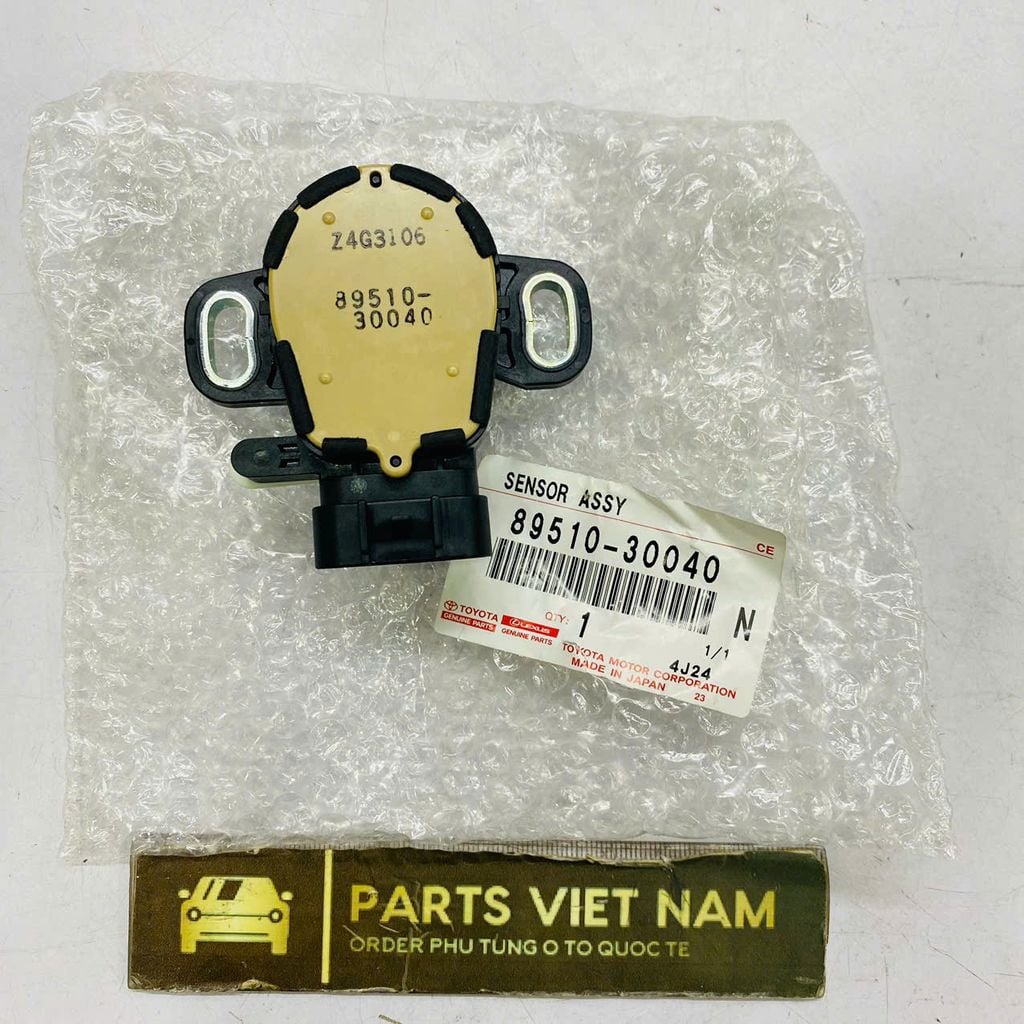 Z4G3106
89510-
30040
SENSOR ASSY
89510-30040
CE
TOYOTA
GENUINE PARTS
LEXUS
GENUINE PARTS
QTY: 1
N
1/1
4J24
TOYOTA MOTOR CORPORATION
MADE IN JAPAN
23
PARTS VIET NAM
ORDER PHU TUNG O TO QUOC TE